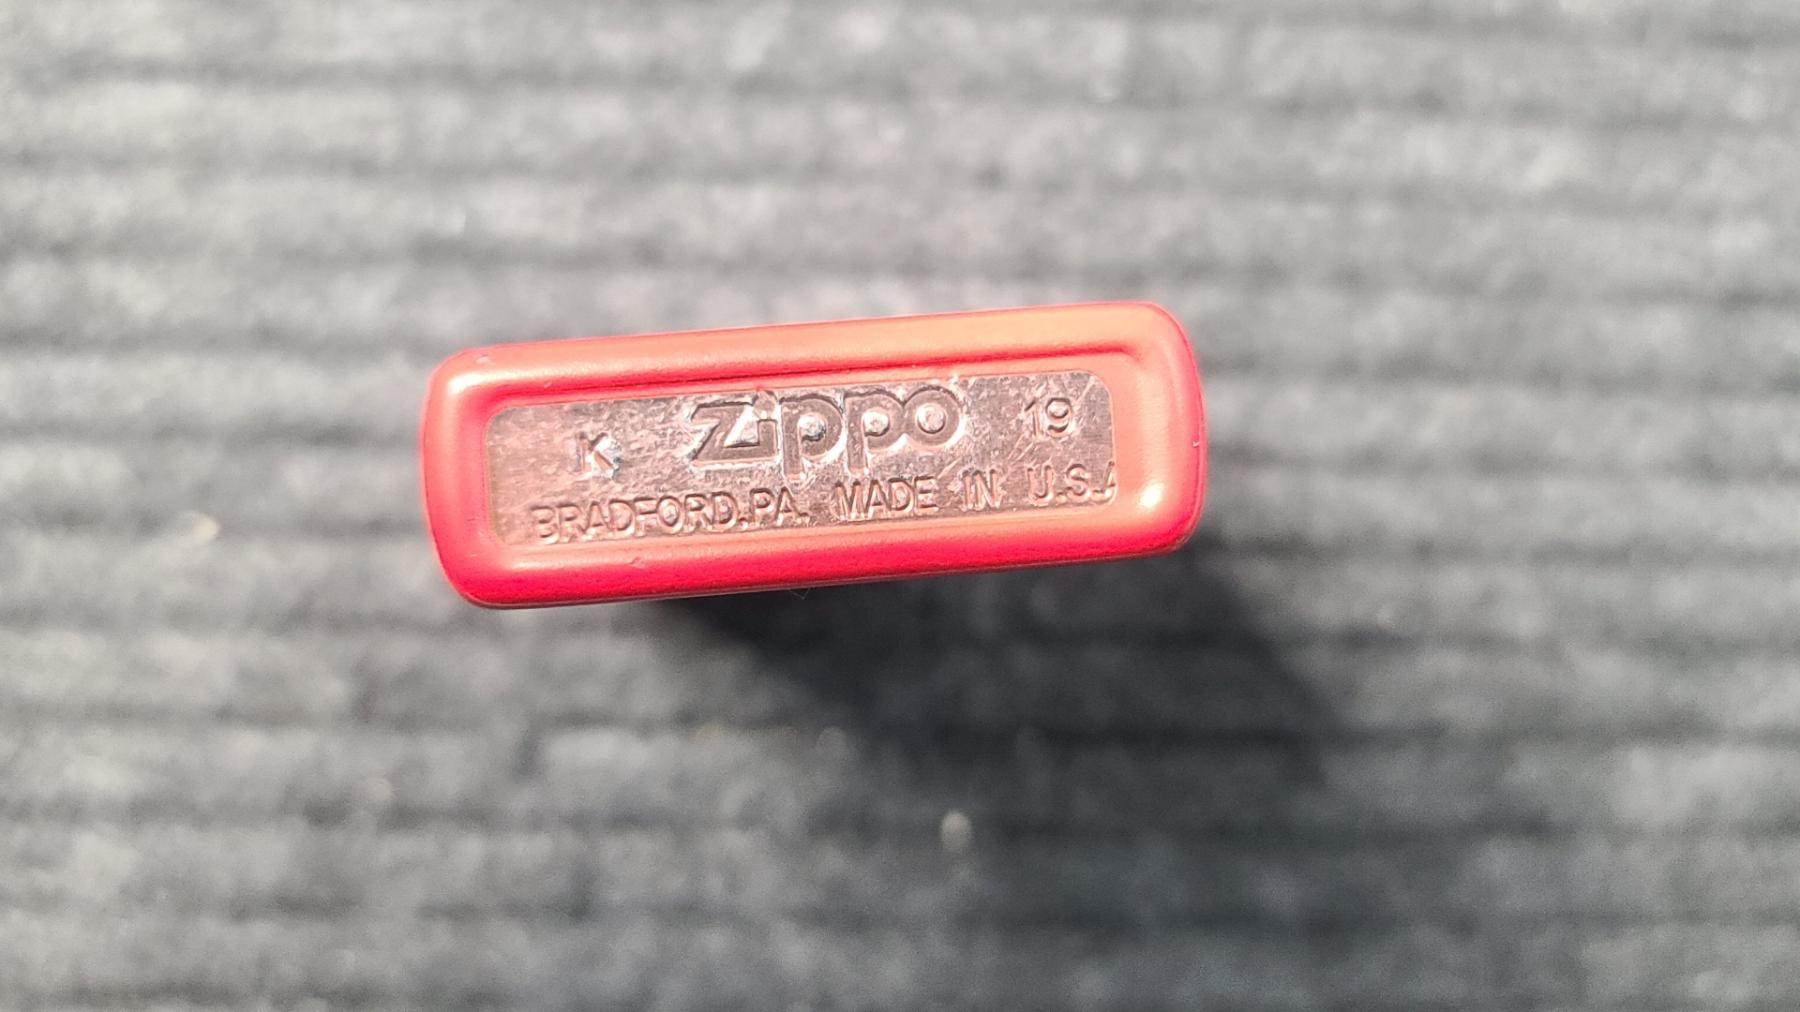 K zippo 19
BRADFORD,PA. MADE IN U.S.A